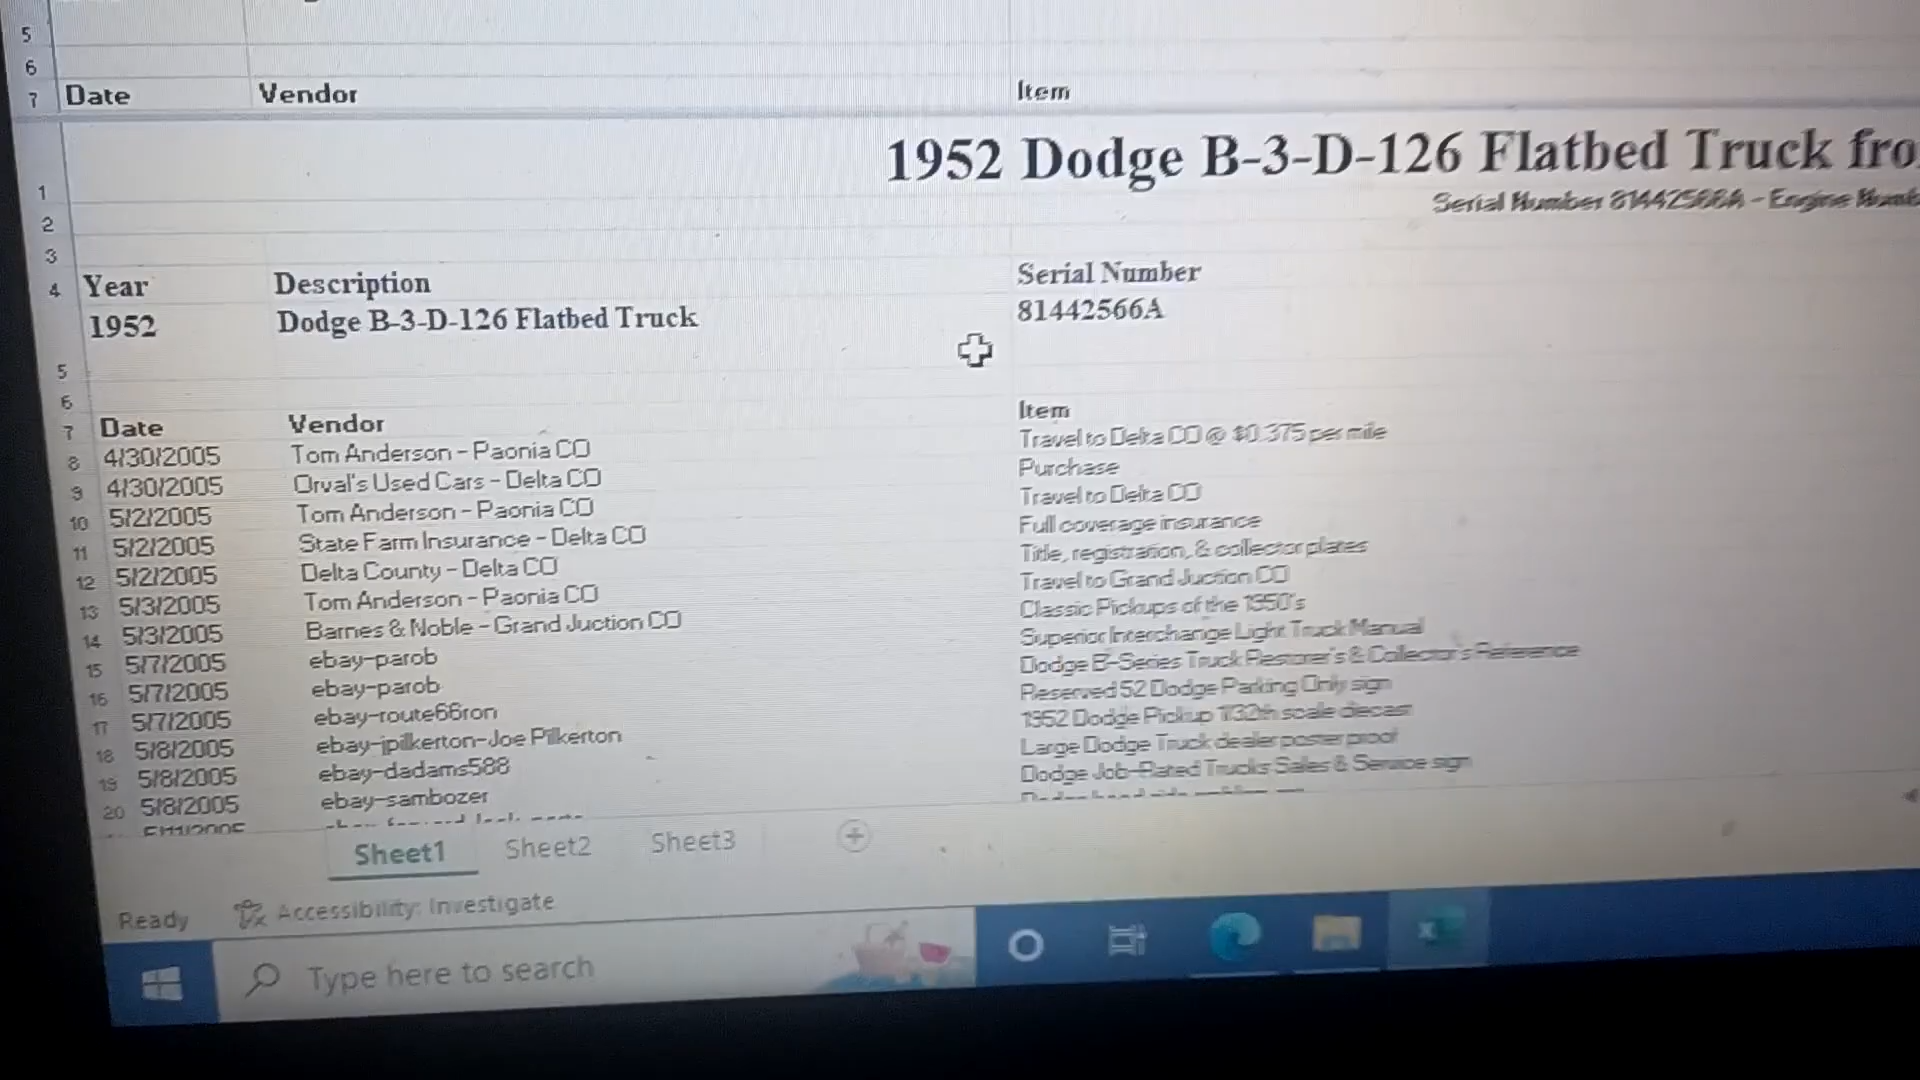 5
6
7 Date Vendor Item
1 1952 Dodge B-3-D-126 Flatbed Truck fro
2 Serial Number - Engine
3
4 Year Description Serial Number
1952 Dodge B-3-D-126 Flatbed Truck 81442566A
5
6
7 Date Vendor Item
8 4/30/2005 Tom Anderson - Paonia CO Travel to Delta CO @ $0.375 per mile
9 4/30/2005 Orval's Used Cars - Delta CO Purchase
10 5/2/2005 Tom Anderson - Paonia CO Travel to Delta CO
11 5/2/2005 State Farm Insurance - Delta CO Full coverage insurance
12 5/2/2005 Delta County - Delta CO Title, registration, & collector plates
13 5/3/2005 Tom Anderson - Paonia CO Travel to Grand Juction CO
14 5/3/2005 Barnes & Noble - Grand Juction CO Classic Pickups of the 1950's
15 5/7/2005 ebay-parob Superior Interchange Light Truck Manual
16 5/7/2005 ebay-parob Dodge B-Series Truck Restorer's & Collector's Reference
17 5/7/2005 ebay-route66ron Reserved 52 Dodge Parking Only sign
18 5/8/2005 ebay-jpilkerton-Joe Pilkerton 1952 Dodge Pickup 1/32th scale diecast
19 5/8/2005 ebay-dadams588 Large Dodge Truck dealer poster proof
20 5/8/2005 ebay-sambozer Dodge Job-Rated Trucks Sales & Service sign
Sheet1 Sheet2 Sheet3
Ready Accessibility: Investigate
Type here to search